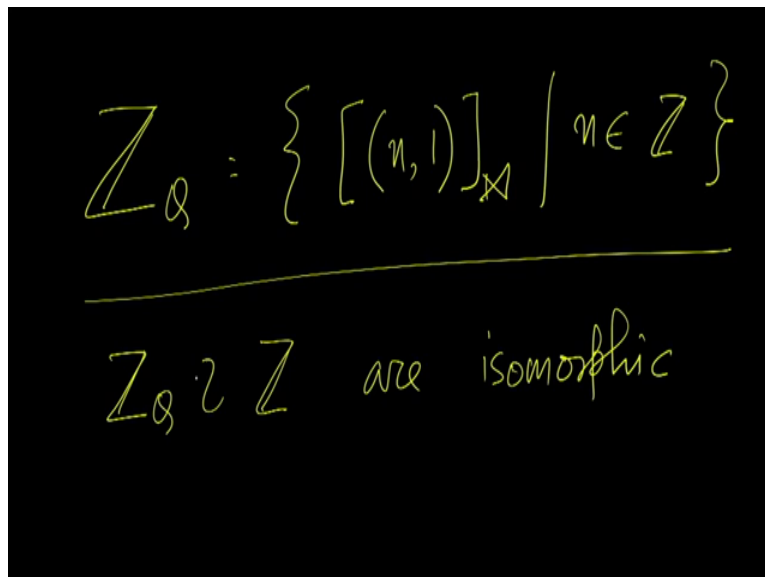 ℤ_Q = { [(n,1)]_⋈ | n ∈ ℤ }
ℤ_Q & ℤ are isomorphic